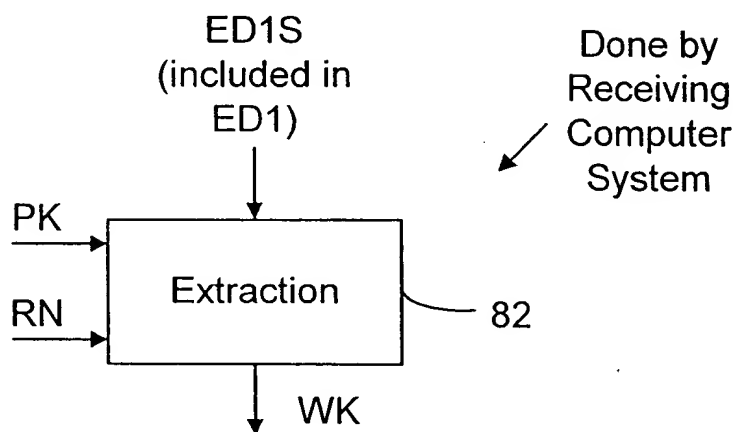 ED1S
(included in
ED1)
Done by
Receiving
Computer
System
PK
Extraction
RN
82
WK